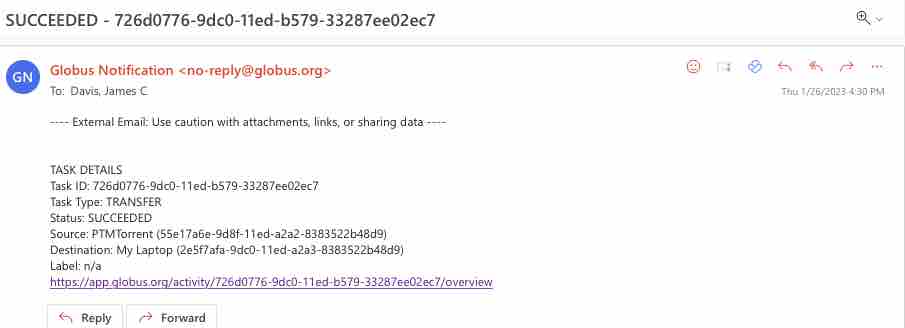 SUCCEEDED - 726d0776-9dc0-11ed-b579-33287ee02ec7
GN
Globus Notification <no-reply@globus.org>
To: Davis, James C
Thu 1/26/2023 4:30 PM
---- External Email: Use caution with attachments, links, or sharing data ----
TASK DETAILS
Task ID: 726d0776-9dc0-11ed-b579-33287ee02ec7
Task Type: TRANSFER
Status: SUCCEEDED
Source: PTMTorrent (55e17a6e-9d8f-11ed-a2a2-8383522b48d9)
Destination: My Laptop (2e5f7afa-9dc0-11ed-a2a3-8383522b48d9)
Label: n/a
https://app.globus.org/activity/726d0776-9dc0-11ed-b579-33287ee02ec7/overview
Reply
Forward